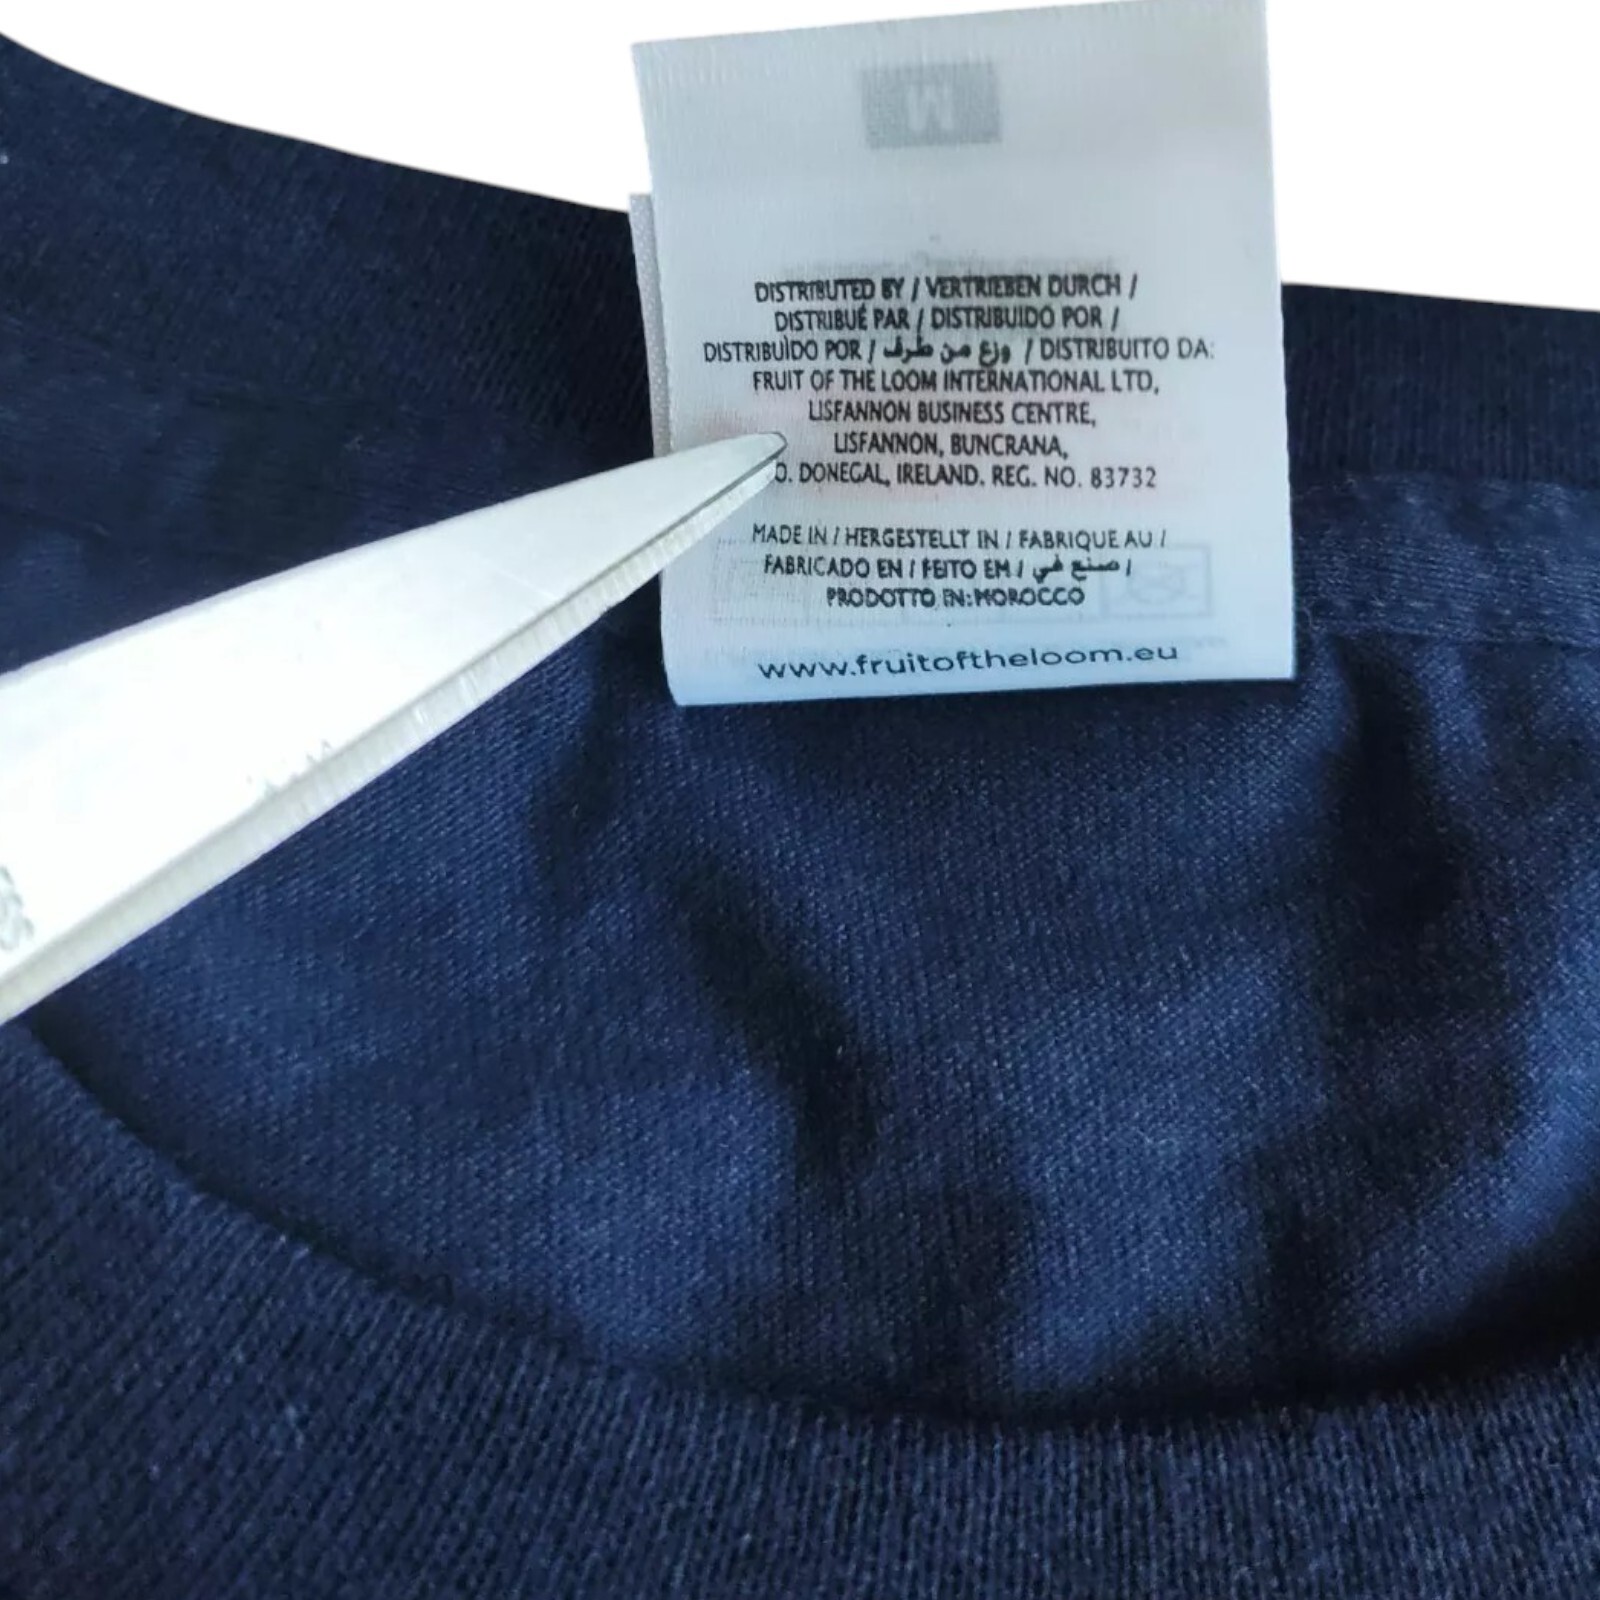 M
DISTRIBUTED BY / VERTRIEBEN DURCH /
DISTRIBUÉ PAR / DISTRIBUIDO POR /
DISTRIBUÌDO POR / وزع من طرف / DISTRIBUITO DA:
FRUIT OF THE LOOM INTERNATIONAL LTD,
LISFANNON BUSINESS CENTRE,
LISFANNON, BUNCRANA,
O. DONEGAL, IRELAND. REG. NO. 83732
MADE IN / HERGESTELLT IN / FABRIQUE AU /
FABRICADO EN / FEITO EM / صنع في /
PRODOTTO IN: MOROCCO
www.fruitoftheloom.eu